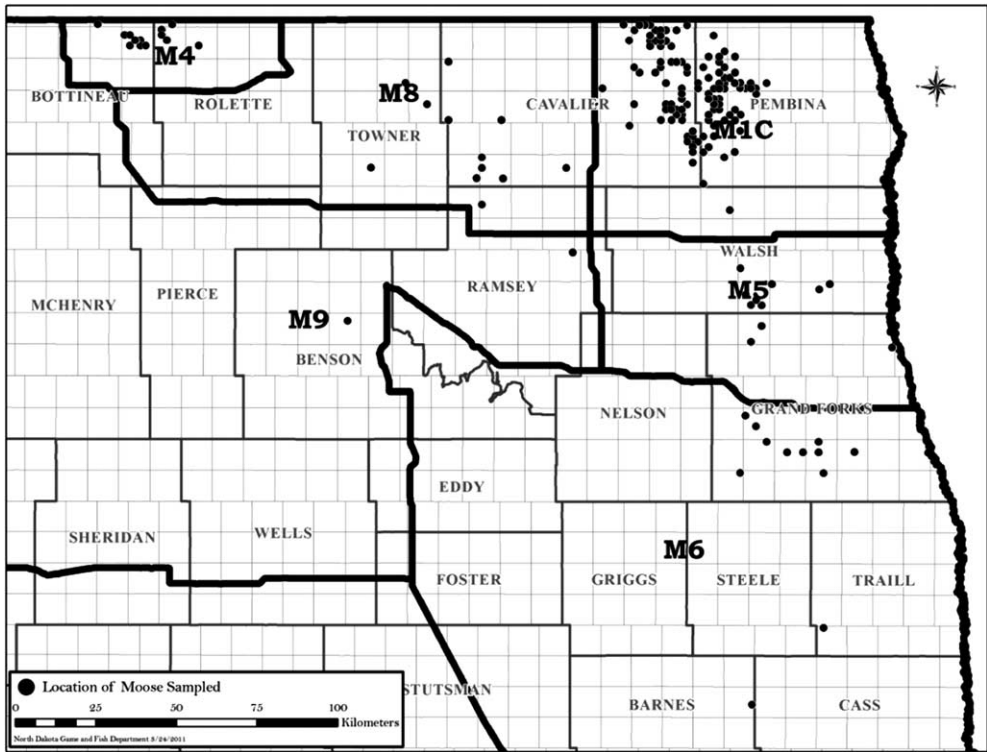 M4
BOTTINEAU
ROLETTE
M8
TOWNER
CAVALIER
PEMBINA
M1C
WALSH
MCHENRY
PIERCE
RAMSEY
M5
M9
BENSON
NELSON
GRAND FORKS
EDDY
SHERIDAN
WELLS
M6
FOSTER
GRIGGS
STEELE
TRAILL
STUTSMAN
BARNES
CASS
Location of Moose Sampled
0 25 50 75 100
Kilometers
North Dakota Game and Fish Department 5/24/2011